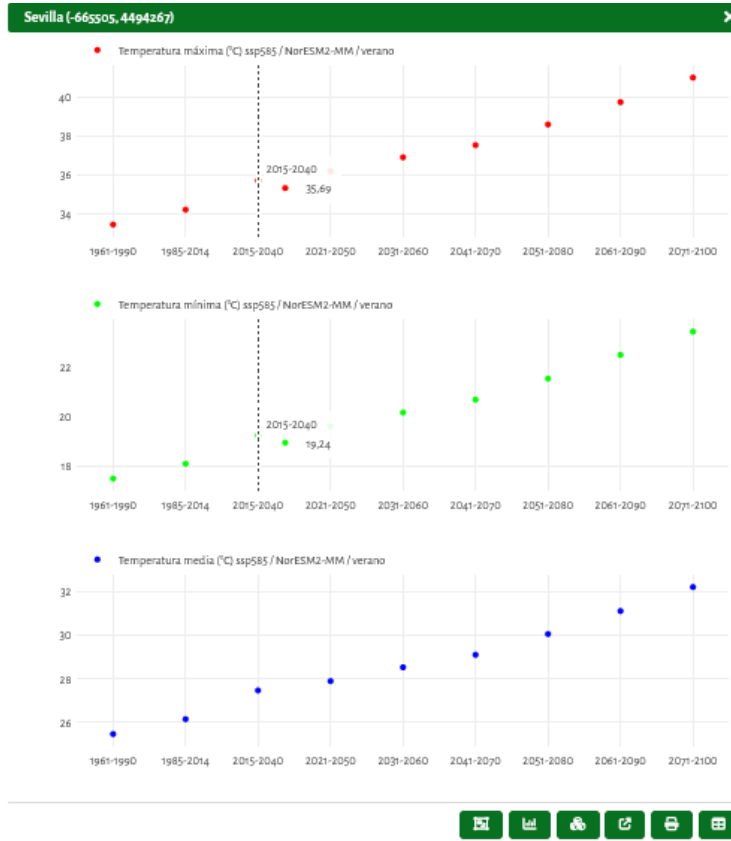 Sevilla (-665505, 4494267)
Temperatura máxima (°C) ssp585 / NorESM2-MM / verano
40
38
36
34
2015-2040
35,69
1961-1990 1985-2014 2015-2040 2021-2050 2031-2060 2041-2070 2051-2080 2061-2090 2071-2100
Temperatura mínima (°C) ssp585 / NorESM2-MM / verano
22
20
18
2015-2040
19,24
1961-1990 1985-2014 2015-2040 2021-2050 2031-2060 2041-2070 2051-2080 2061-2090 2071-2100
Temperatura media (°C) ssp585 / NorESM2-MM / verano
32
30
28
26
1961-1990 1985-2014 2015-2040 2021-2050 2031-2060 2041-2070 2051-2080 2061-2090 2071-2100